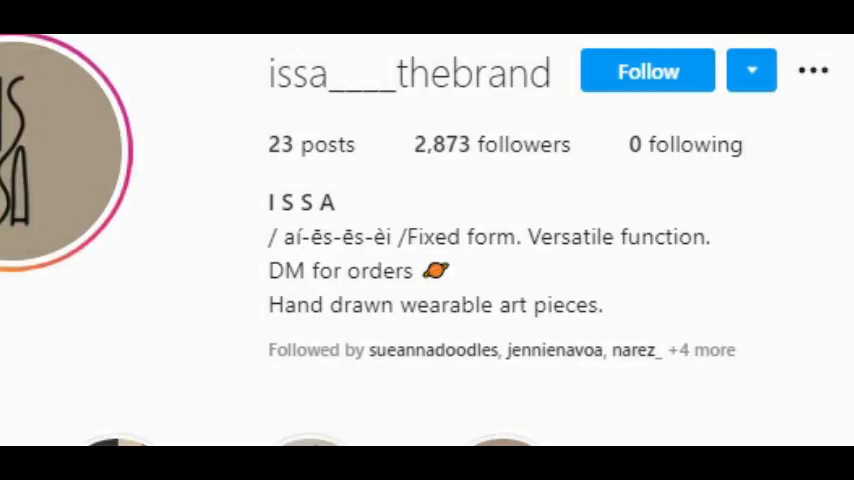 issa____thebrand
Follow
23 posts 2,873 followers 0 following
I S S A
/ aí-ēs-ēs-èi /Fixed form. Versatile function.
DM for orders 🪐
Hand drawn wearable art pieces.
Followed by sueannadoodles, jennienavoa, narez_ +4 more